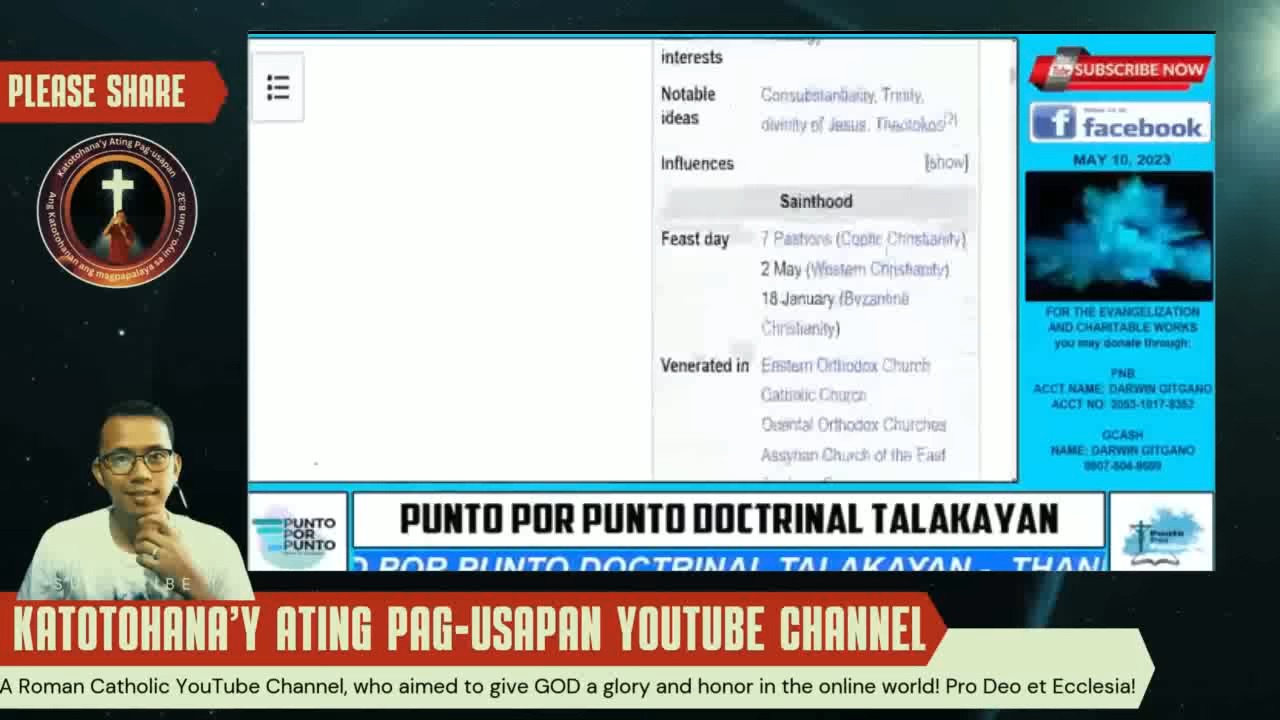 PLEASE SHARE
Katotohana'y Ating Pag-usapan
Ang Katotohanan ang magpapalaya sa inyo. Juan 8:32
interests
Notable ideas
Consubstantiality, Trinity,
divinity of Jesus, Theotokos[2]
Influences
[show]
Sainthood
Feast day
7 Pashons (Coptic Christianity)
2 May (Western Christianity)
18 January (Byzantine
Christianity)
Venerated in
Eastern Orthodox Church
Catholic Church
Oriental Orthodox Churches
Assyrian Church of the East
SUBSCRIBE NOW
facebook
MAY 10, 2023
FOR THE EVANGELIZATION
AND CHARITABLE WORKS
you may donate through:
PNB
ACCT NAME: DARWIN GITGANO
GCASH
NAME: DARWIN GITGANO
PUNTO
POR
PUNTO
PUNTO POR PUNTO DOCTRINAL TALAKAYAN
O POR PUNTO DOCTRINAL TALAKAYAN - THAN
KATOTOHANA'Y ATING PAG-USAPAN YOUTUBE CHANNEL
A Roman Catholic YouTube Channel, who aimed to give GOD a glory and honor in the online world! Pro Deo et Ecclesia!